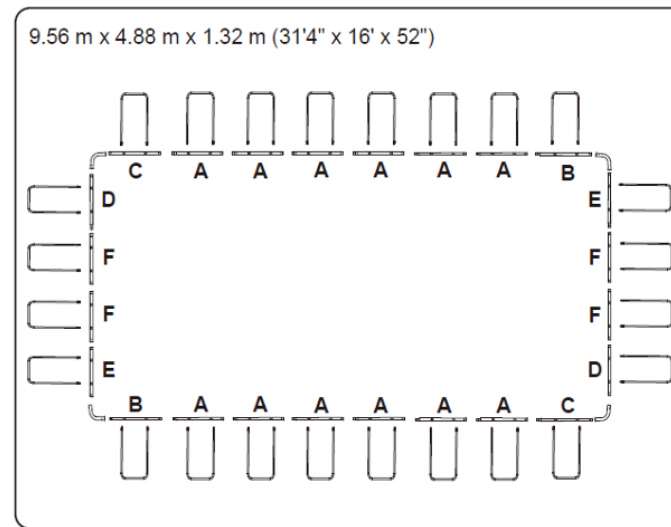 9.56 m x 4.88 m x 1.32 m (31'4" x 16' x 52")
C A A A A A A B
D E
F F
F F
E D
B A A A A A A C